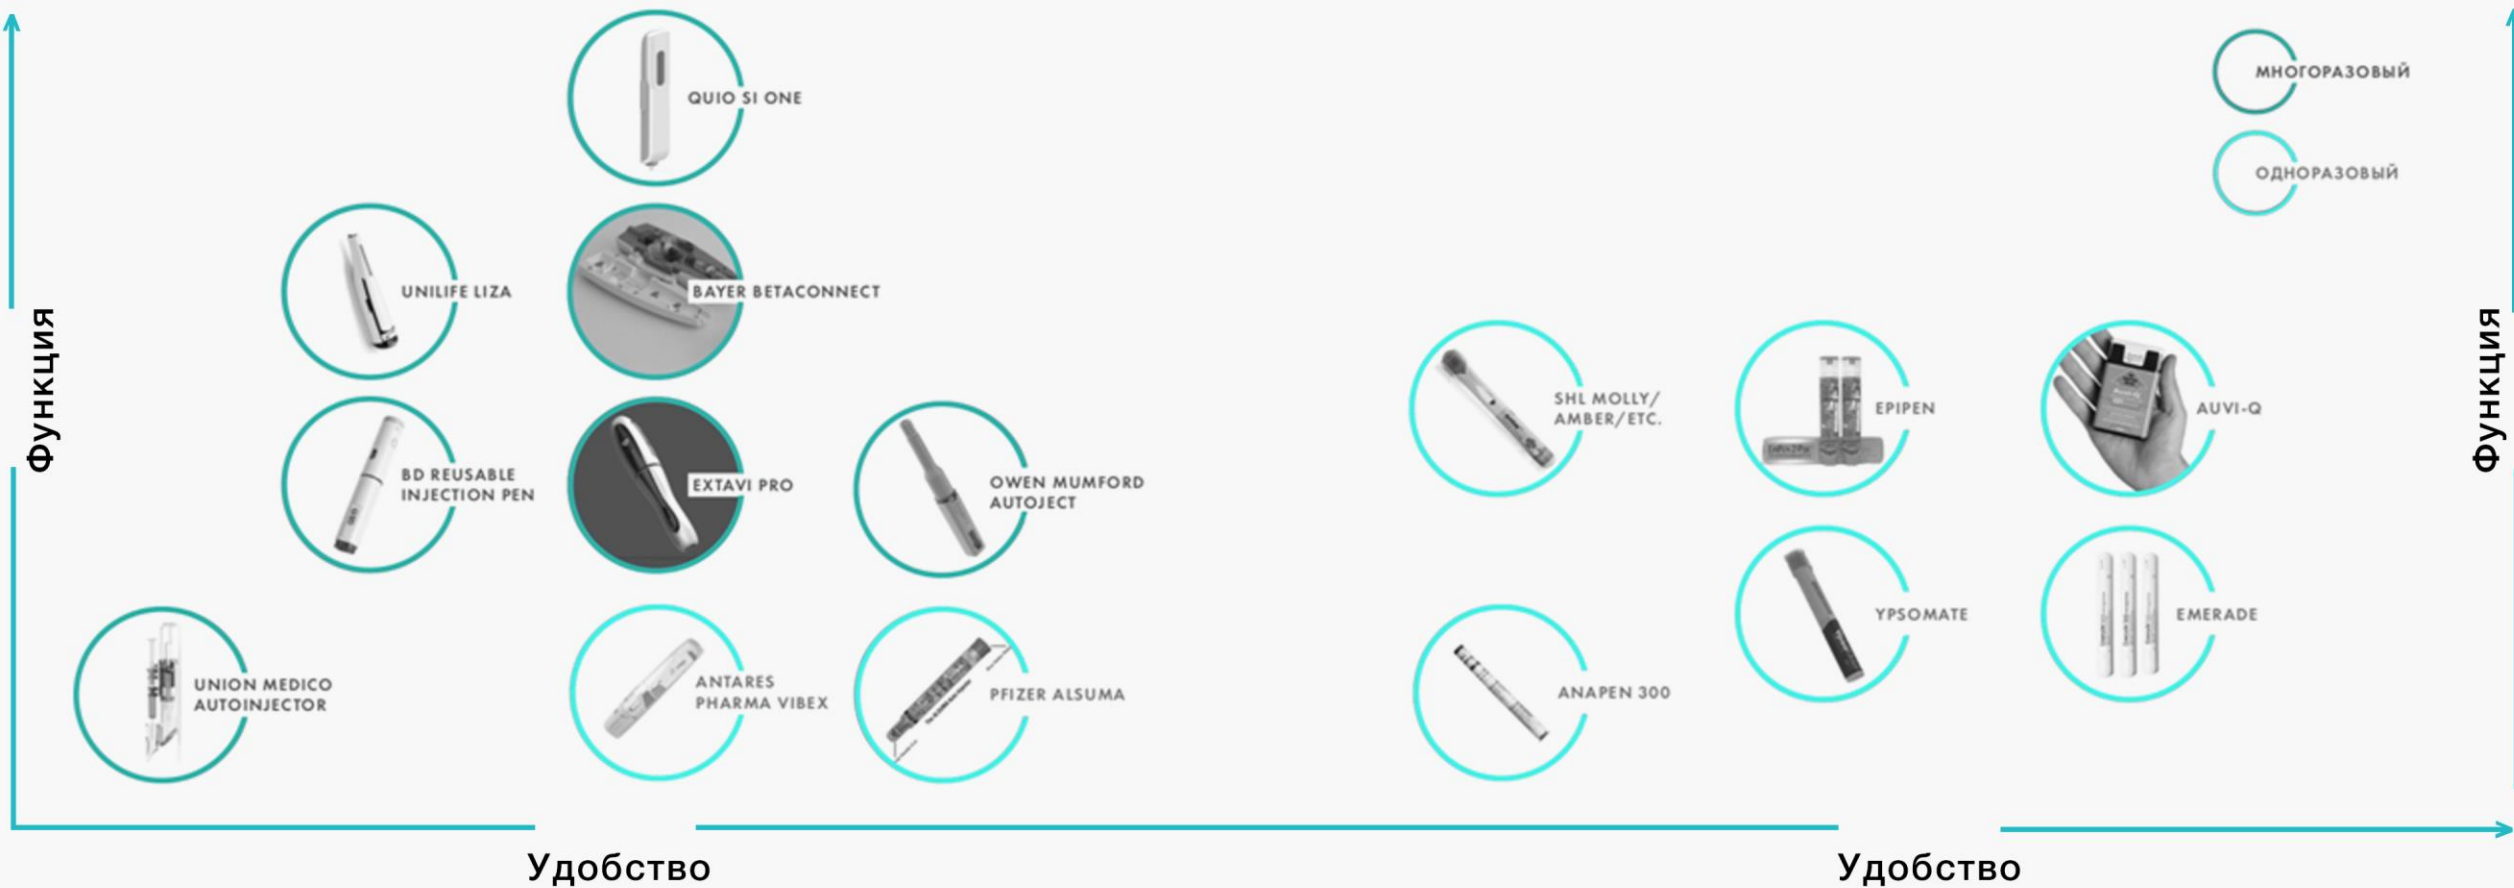 QUIO SI ONE
МНОГОРАЗОВЫЙ
ОДНОРАЗОВЫЙ
UNILIFE LIZA
BAYER BETACONNECT
Функция
Функция
SHL MOLLY/
AMBER/ETC.
EPIPEN
AUVI-Q
BD REUSABLE
INJECTION PEN
EXTAVI PRO
OWEN MUMFORD
AUTOJECT
YPSOMATE
EMERADE
UNION MEDICO
AUTOINJECTOR
ANTARES
PHARMA VIBEX
PFIZER ALSUMA
ANAPEN 300
Удобство
Удобство